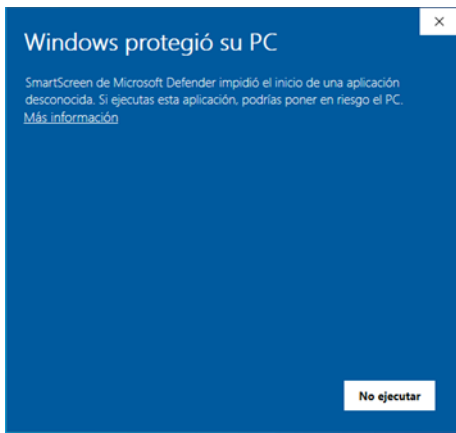 Windows protegió su PC
SmartScreen de Microsoft Defender impidió el inicio de una aplicación
desconocida. Si ejecutas esta aplicación, podrías poner en riesgo el PC.
Más información
No ejecutar